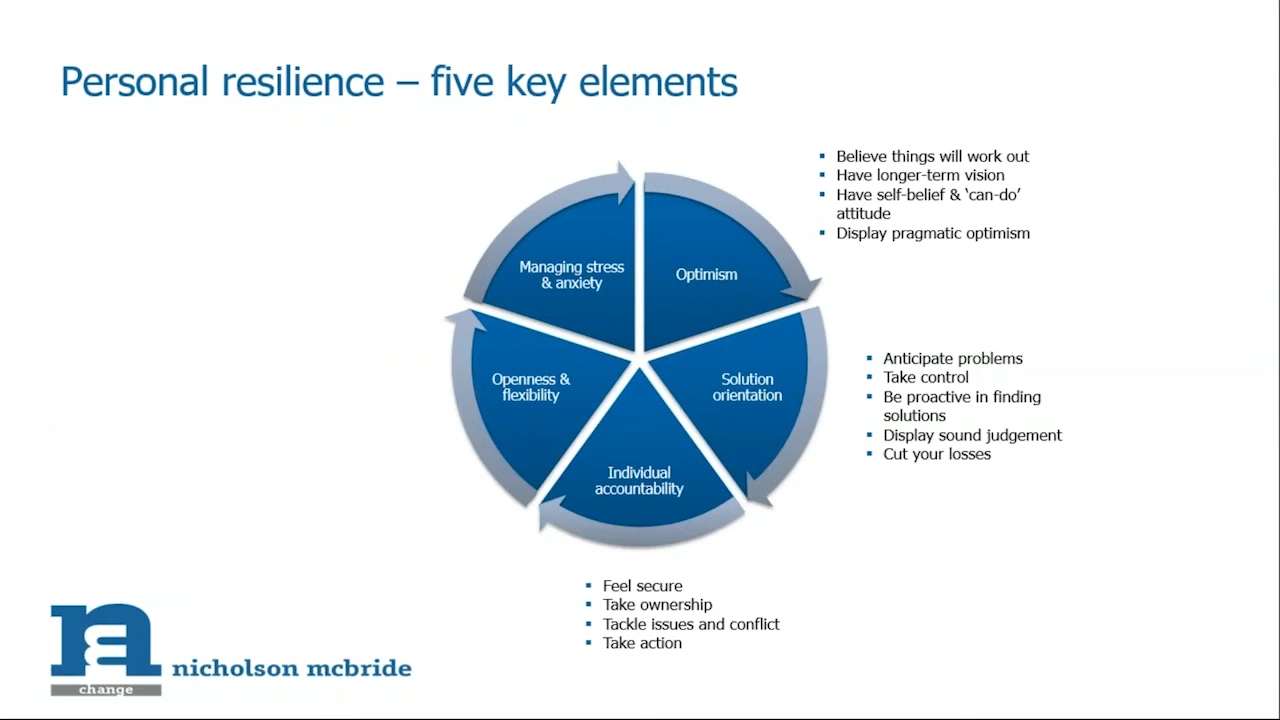 Personal resilience – five key elements
▪ Believe things will work out
▪ Have longer-term vision
▪ Have self-belief & ‘can-do’
attitude
▪ Display pragmatic optimism
Managing stress
& anxiety
Optimism
Openness &
flexibility
Solution
orientation
Individual
accountability
▪ Anticipate problems
▪ Take control
▪ Be proactive in finding
solutions
▪ Display sound judgement
▪ Cut your losses
▪ Feel secure
▪ Take ownership
▪ Tackle issues and conflict
▪ Take action
nicholson mcbride
change